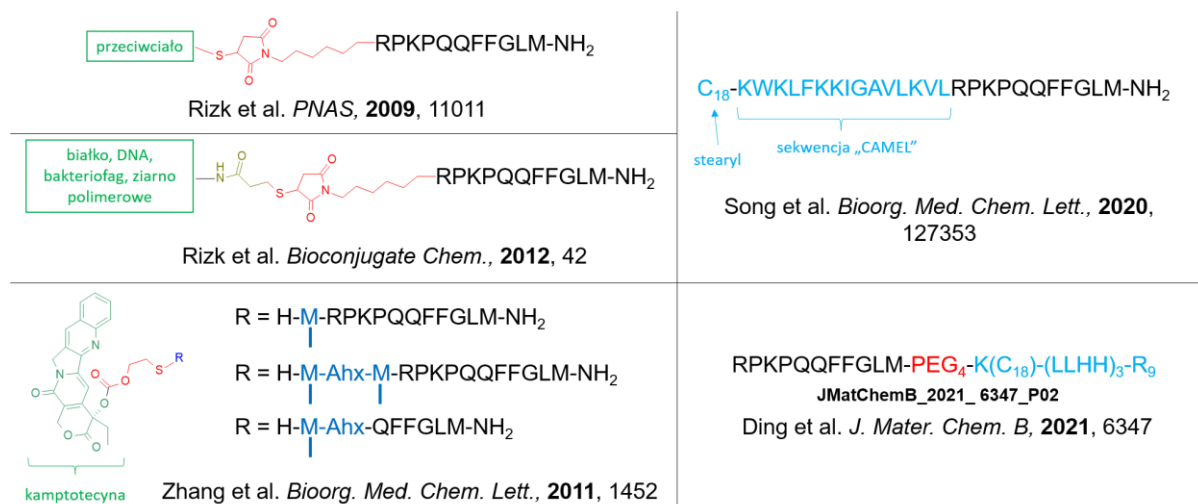 przeciwciało
S
O
N
O
RPKPQQFFGLM-NH₂
Rizk et al. PNAS, 2009, 11011
białko, DNA,
bakteriofag, ziarno
polimerowe
N
H
O
S
O
N
O
RPKPQQFFGLM-NH₂
Rizk et al. Bioconjugate Chem., 2012, 42
N
N
O
O
O
O
O
O
S
R
kamptotecyna
R = H-M-RPKPQQFFGLM-NH₂
R = H-M-Ahx-M-RPKPQQFFGLM-NH₂
R = H-M-Ahx-QFFGLM-NH₂
Zhang et al. Bioorg. Med. Chem. Lett., 2011, 1452
C₁₈-KWKLFKKIGAVLKVLRPKPQQFFGLM-NH₂
stearyl
sekwencja „CAMEL”
Song et al. Bioorg. Med. Chem. Lett., 2020,
127353
RPKPQQFFGLM-PEG₄-K(C₁₈)-(LLHH)₃-R₉
JMatChemB_2021_ 6347_P02
Ding et al. J. Mater. Chem. B, 2021, 6347